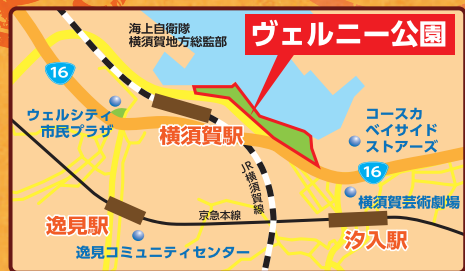 海上自衛隊
横須賀地方総監部
ヴェルニー公園
16
ウェルシティ
市民プラザ
横須賀駅
コースカ
ベイサイド
ストアーズ
16
JR横須賀線
横須賀芸術劇場
逸見駅
京急本線
汐入駅
逸見コミュニティセンター